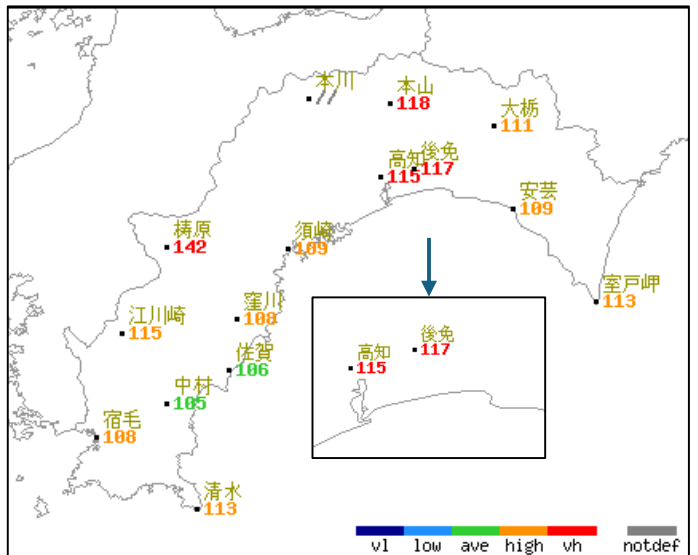 本川
//
本山
118
大栃
111
高知
115
後免
117
安芸
109
梼原
142
須崎
109
室戸岬
113
江川崎
115
窪川
108
佐賀
106
中村
105
宿毛
108
清水
113
高知
115
後免
117
vl low ave high vh notdef